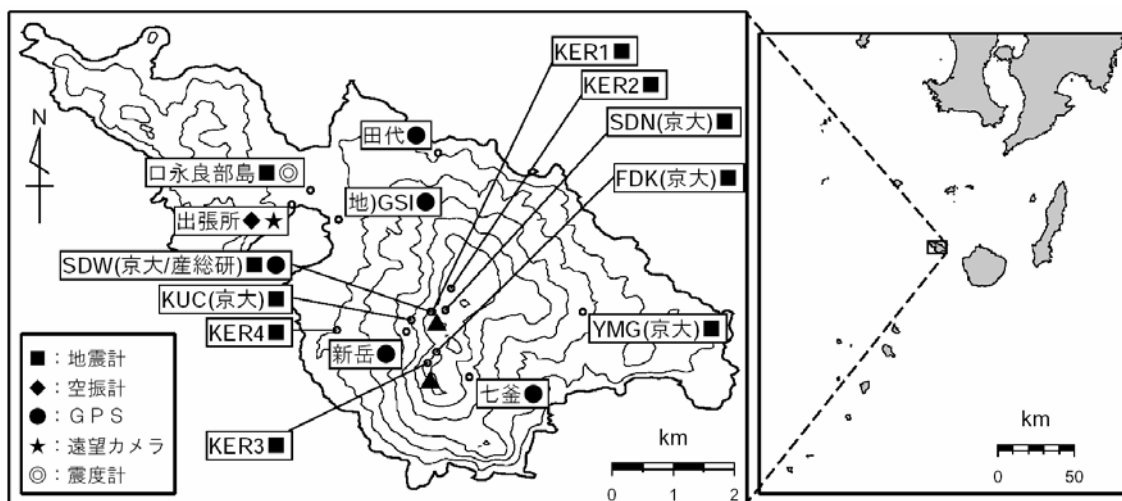 KER1■
KER2■
SDN(京大)■
FDK(京大)■
N
田代●
口永良部島■◎
地)GSI●
出張所◆★
SDW(京大/産総研)■●
KUC(京大)■
KER4■
新岳●
YMG(京大)■
七釜●
KER3■
■：地震計
◆：空振計
●：ＧＰＳ
★：遠望カメラ
◎：震度計
km
0 1 2
km
0 50